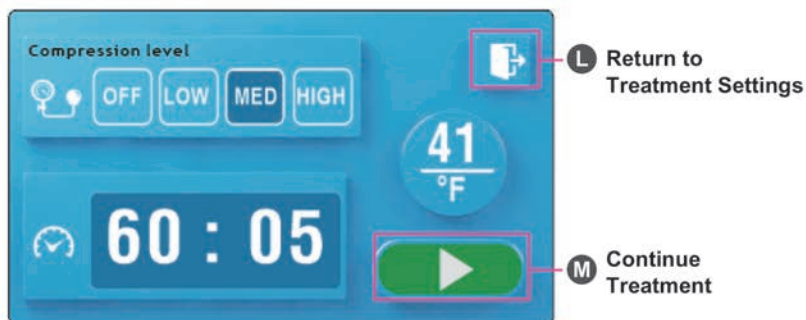 Compression level
OFF LOW MED HIGH
41
°F
60 : 05
L Return to
Treatment Settings
M Continue
Treatment